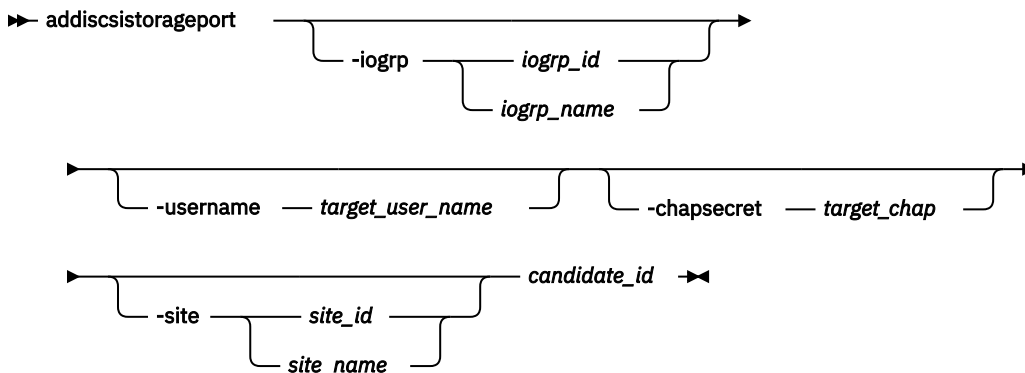 addiscsistorageport
-iogrp iogrp_id
iogrp_name
-username target_user_name -chapsecret target_chap
candidate_id
-site site_id
site_name